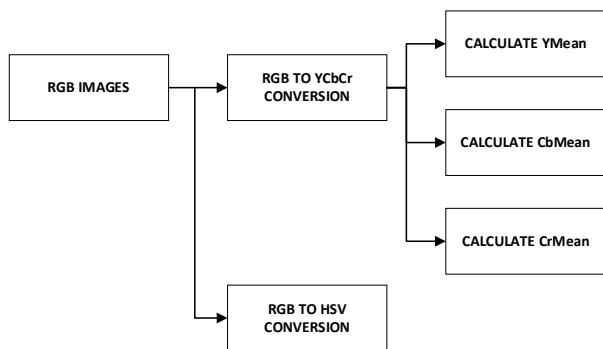 CALCULATE YMean
RGB IMAGES
RGB TO YCbCr
CONVERSION
CALCULATE CbMean
CALCULATE CrMean
RGB TO HSV
CONVERSION